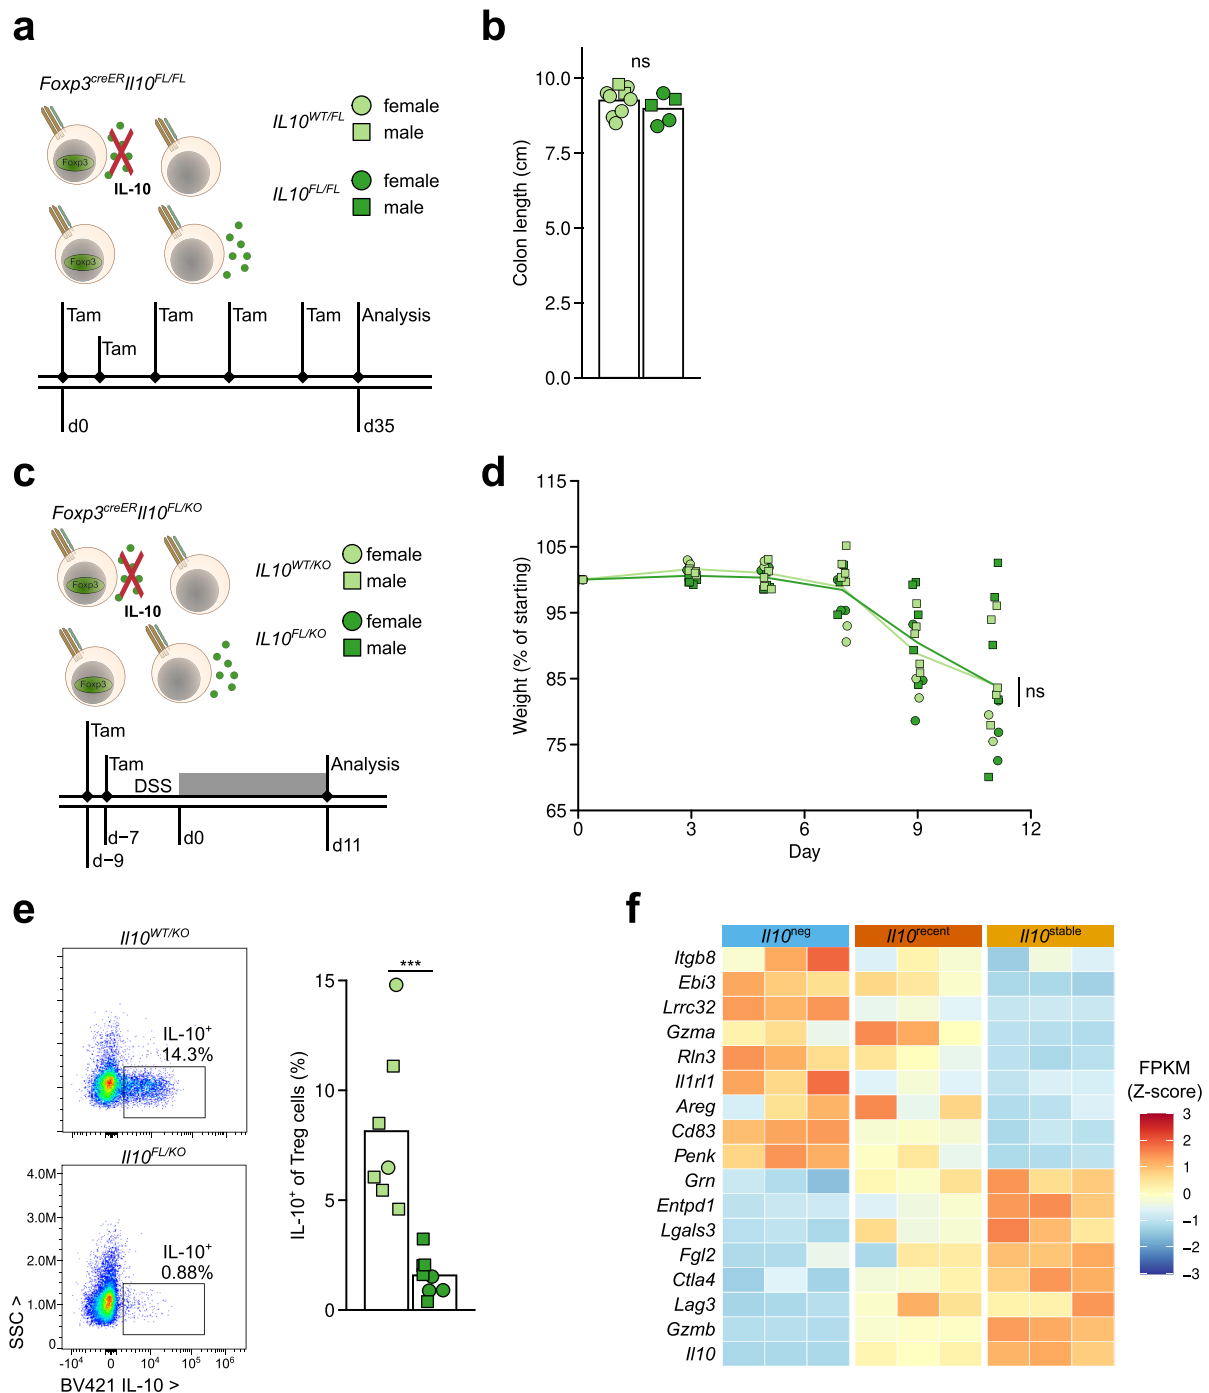 a
Foxp3creERIl10FL/FL
Foxp3
IL-10
Foxp3
IL10WT/FL
female
male
IL10FL/FL
female
male
Tam
Tam
Tam
Tam
Tam
Analysis
d0
d35
b
ns
Colon length (cm)
10.0
7.5
5.0
2.5
0.0
c
Foxp3creERIl10FL/KO
Foxp3
IL-10
Foxp3
IL10WT/KO
female
male
IL10FL/KO
female
male
Tam
Tam
DSS
Analysis
d−7
d−9
d0
d11
d
Weight (% of starting)
115
105
95
85
75
65
ns
0
3
6
9
12
Day
e
Il10WT/KO
IL-10+
14.3%
Il10FL/KO
4.0M
3.0M
2.0M
1.0M
0
IL-10+
0.88%
SSC >
-104
0
104
105
106
BV421 IL-10 >
IL-10+ of Treg cells (%)
15
10
5
0
***
f
Il10neg
Il10recent
Il10stable
Itgb8
Ebi3
Lrrc32
Gzma
Rln3
Il1rl1
Areg
Cd83
Penk
Grn
Entpd1
Lgals3
Fgl2
Ctla4
Lag3
Gzmb
Il10
FPKM
(Z-score)
3
2
1
0
−1
−2
−3